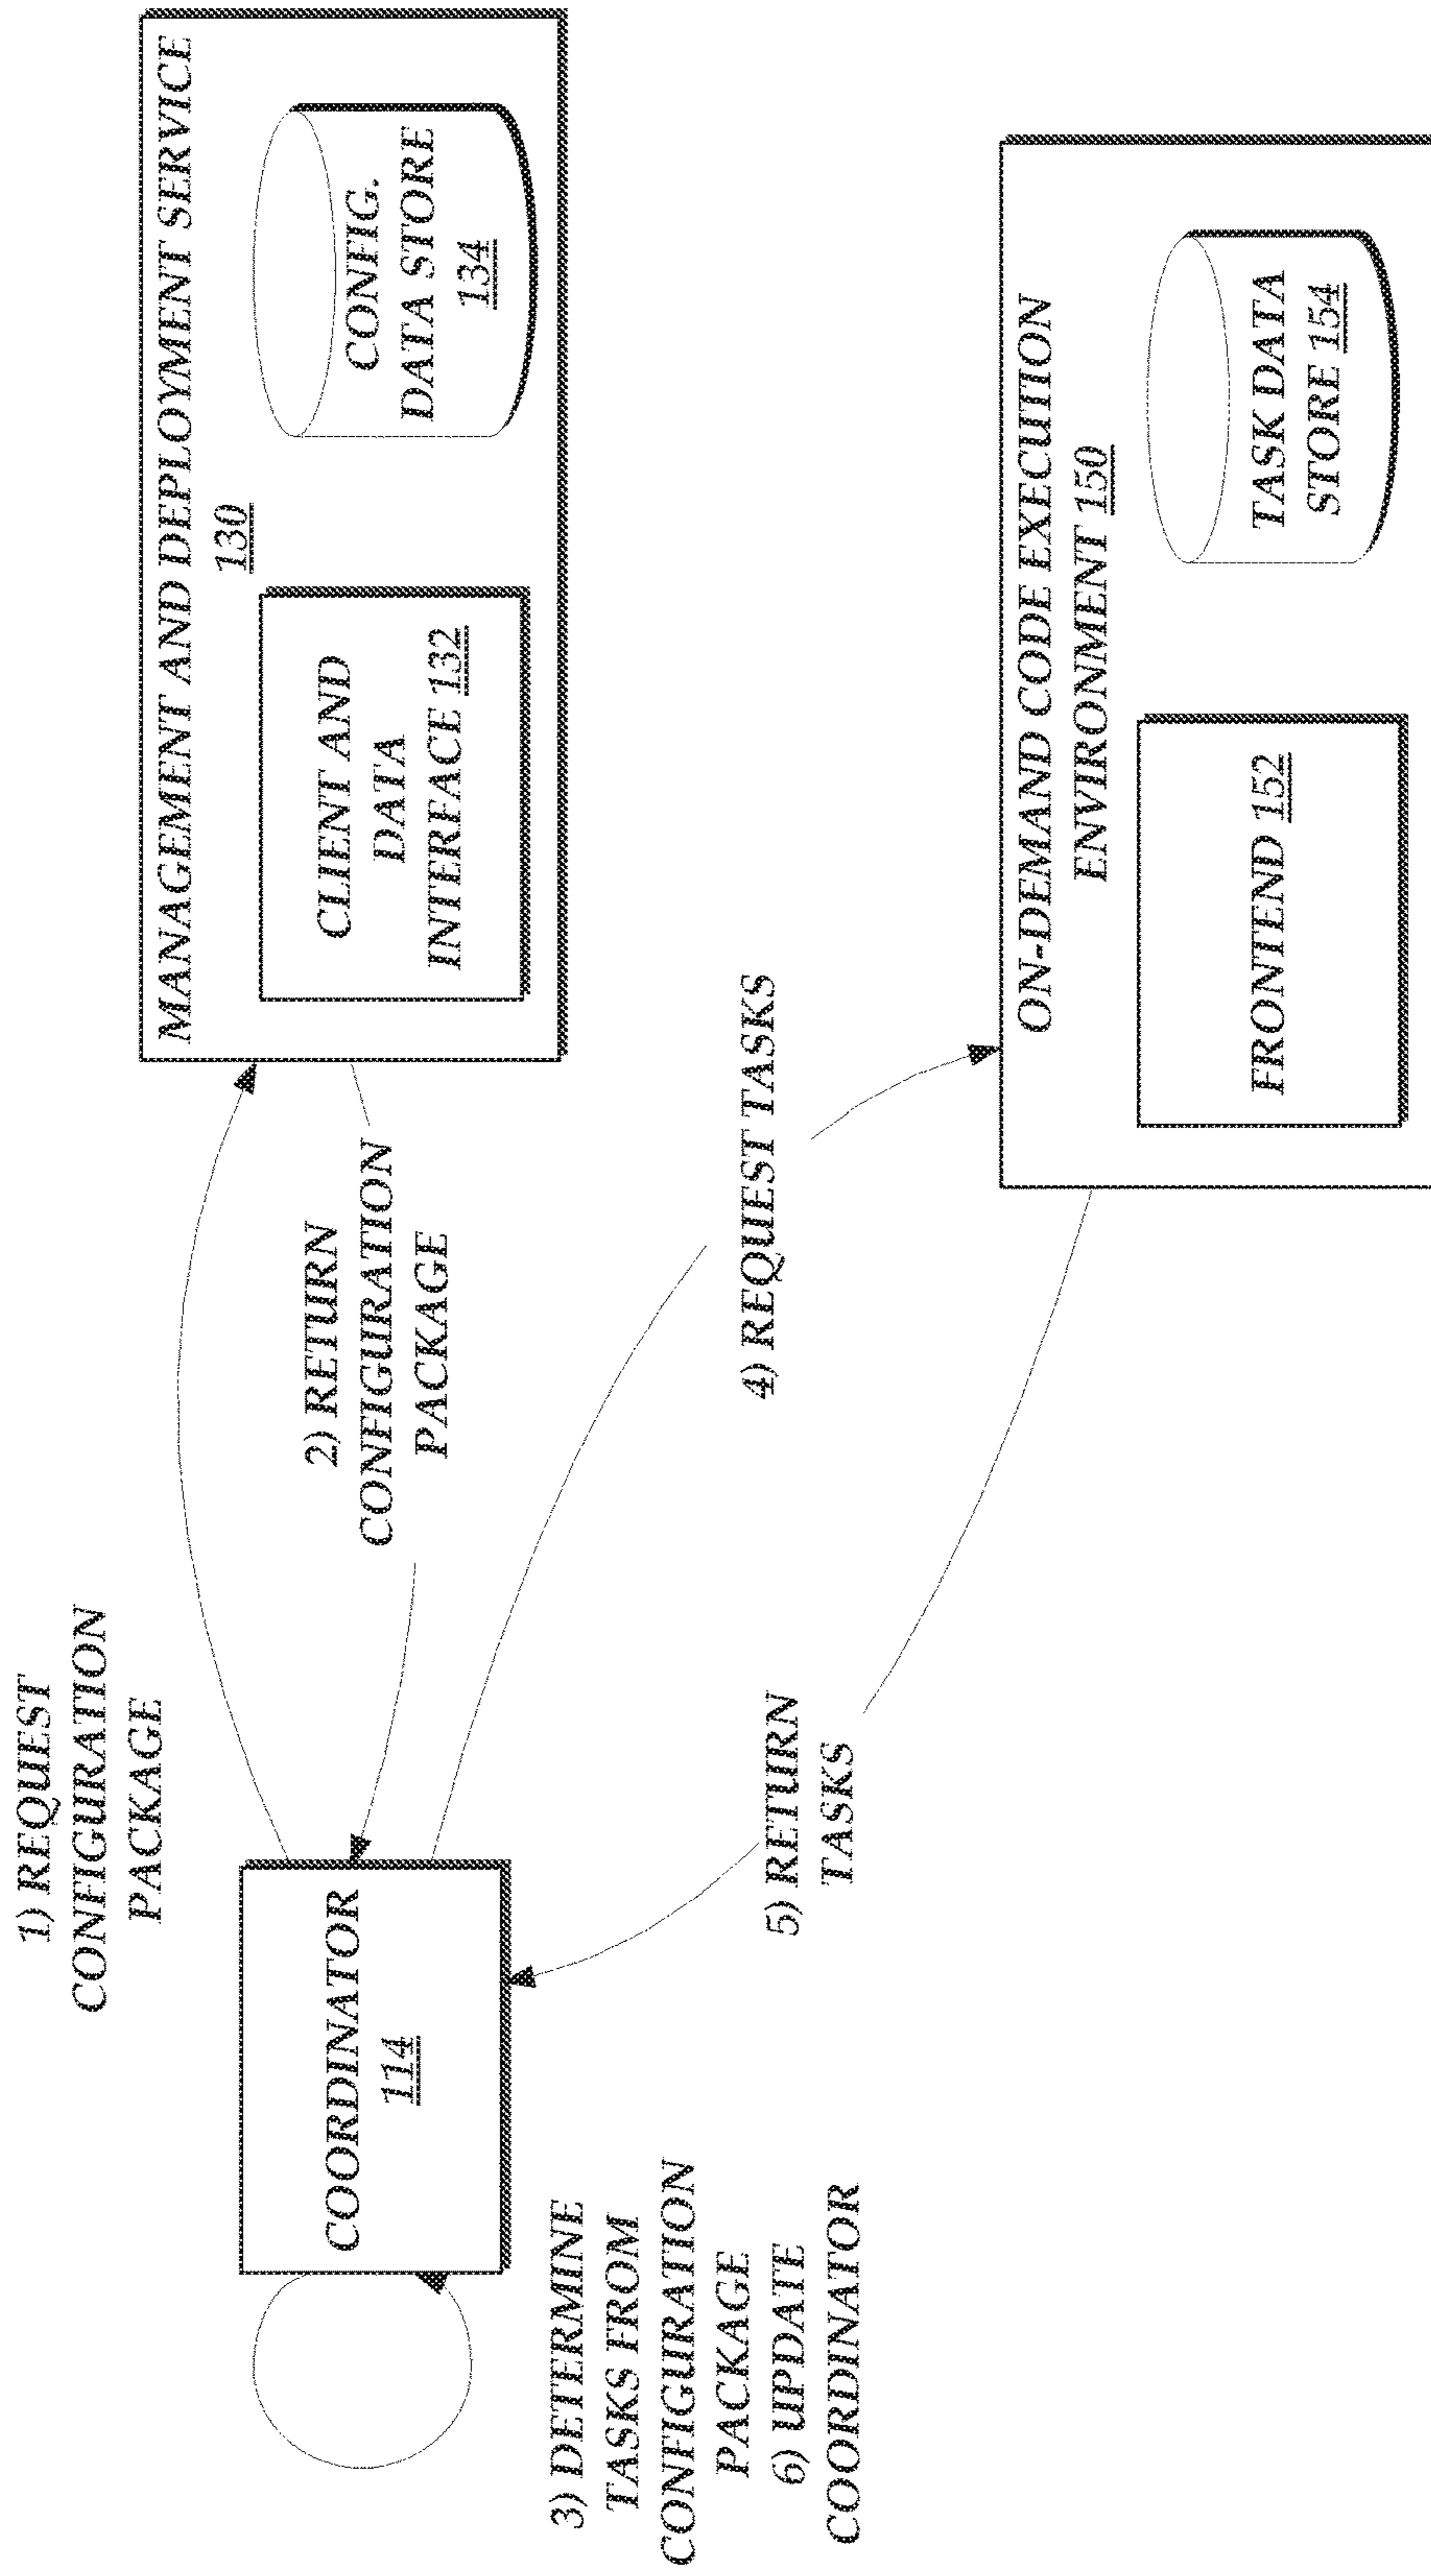 1) REQUEST
CONFIGURATION
PACKAGE
MANAGEMENT AND DEPLOYMENT SERVICE
130
CLIENT AND
DATA
INTERFACE 132
CONFIG.
DATA STORE
134
2) RETURN
CONFIGURATION
PACKAGE
COORDINATOR
114
3) DETERMINE
TASKS FROM
CONFIGURATION
PACKAGE
6) UPDATE
COORDINATOR
4) REQUEST TASKS
5) RETURN
TASKS
ON-DEMAND CODE EXECUTION
ENVIRONMENT 150
FRONTEND 152
TASK DATA
STORE 154